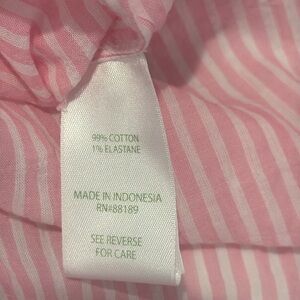 99% COTTON
1% ELASTANE
MADE IN INDONESIA
RN#88189
SEE REVERSE
FOR CARE